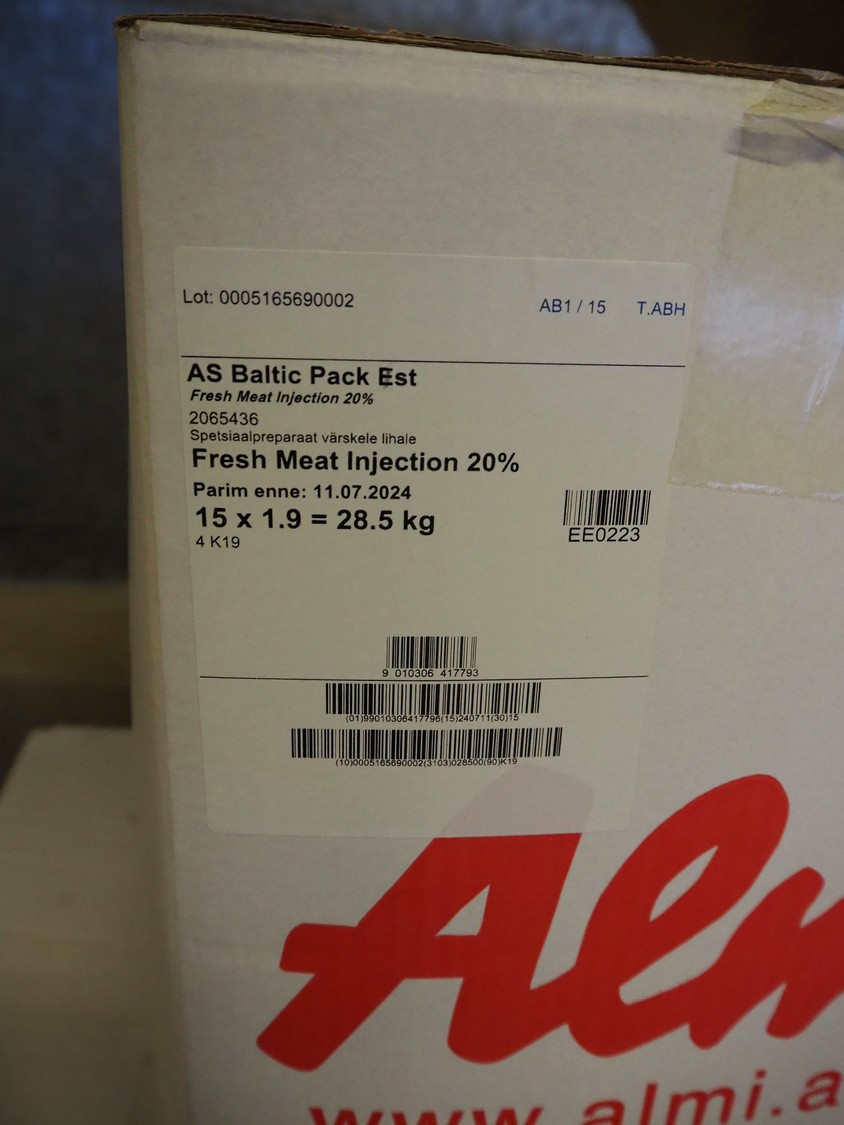 Lot: 0005165690002
AB1 / 15 T.ABH
AS Baltic Pack Est
Fresh Meat Injection 20%
2065436
Spetsiaalpreparaat värskele lihale
Fresh Meat Injection 20%
Parim enne: 11.07.2024
15 x 1.9 = 28.5 kg
4 K19
EE0223
9 010306 417793
(01)99010306417796(15)240711(30)15
(10)0005165690002(3103)028500(90)K19
Alm
www.almi.a